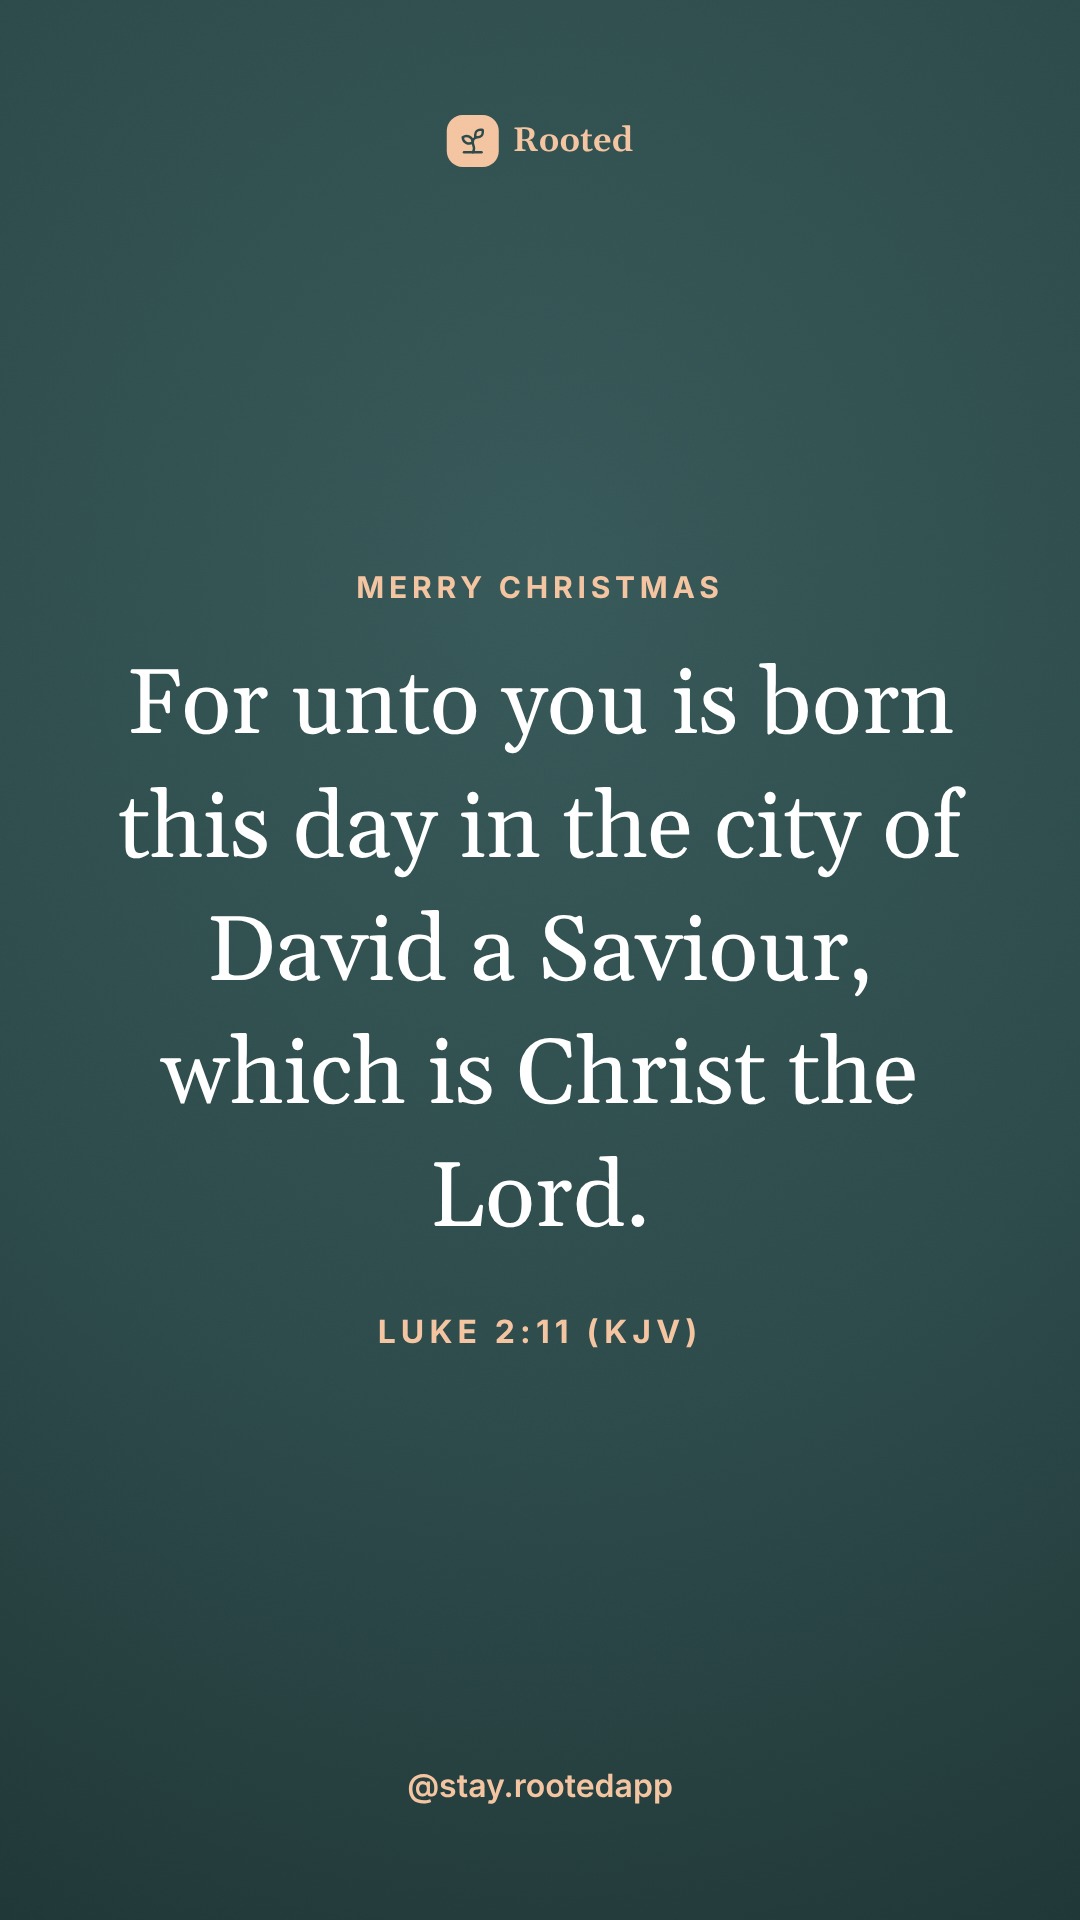 Rooted
MERRY CHRISTMAS
For unto you is born
this day in the city of
David a Saviour,
which is Christ the
Lord.
LUKE 2:11 (KJV)
@stay.rootedapp